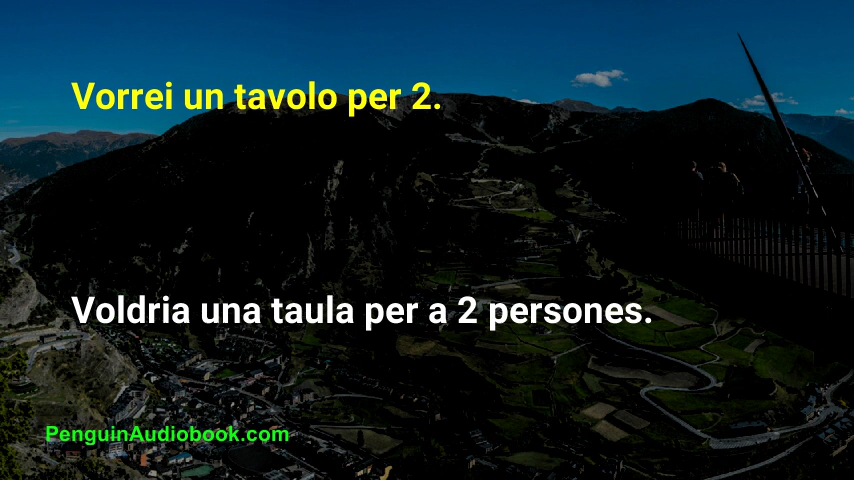 Vorrei un tavolo per 2.
Voldria una taula per a 2 persones.
PenguinAudiobook.com